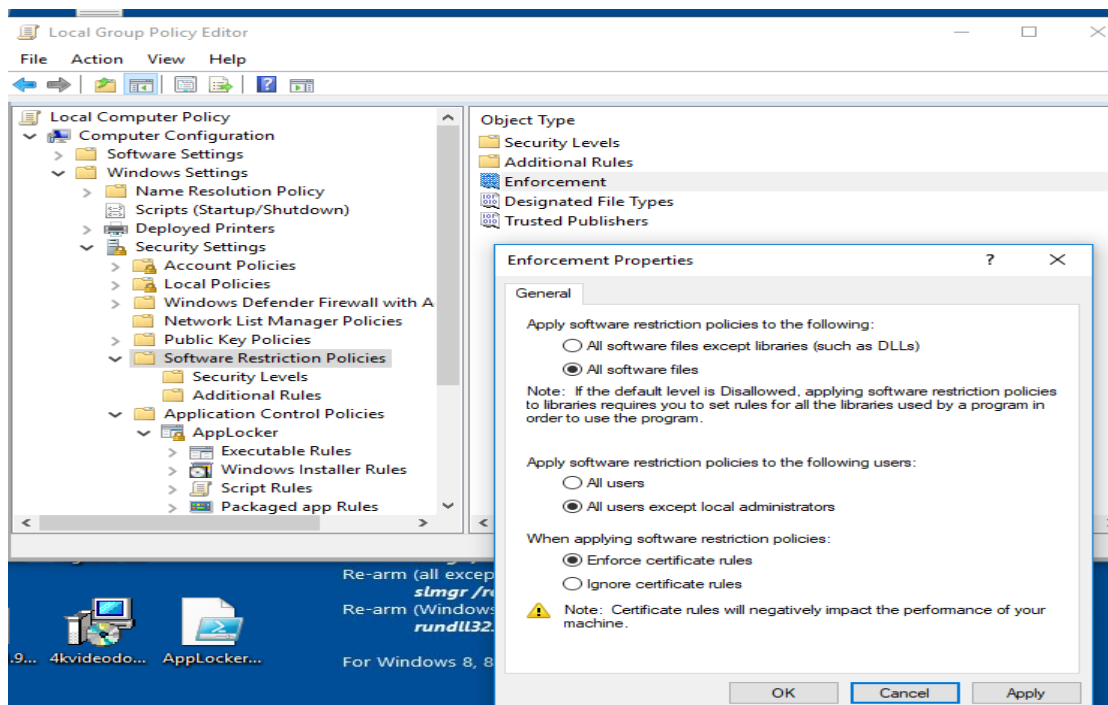 Local Group Policy Editor
File Action View Help
Local Computer Policy
Computer Configuration
Software Settings
Windows Settings
Name Resolution Policy
Scripts (Startup/Shutdown)
Deployed Printers
Security Settings
Account Policies
Local Policies
Windows Defender Firewall with A
Network List Manager Policies
Public Key Policies
Software Restriction Policies
Security Levels
Additional Rules
Application Control Policies
AppLocker
Executable Rules
Windows Installer Rules
Script Rules
Packaged app Rules
Object Type
Security Levels
Additional Rules
Enforcement
Designated File Types
Trusted Publishers
Enforcement Properties
General
Apply software restriction policies to the following:
All software files except libraries (such as DLLs)
All software files
Note: If the default level is Disallowed, applying software restriction policies
to libraries requires you to set rules for all the libraries used by a program in
order to use the program.
Apply software restriction policies to the following users:
All users
All users except local administrators
When applying software restriction policies:
Enforce certificate rules
Ignore certificate rules
Note: Certificate rules will negatively impact the performance of your
machine.
OK Cancel Apply
Re-arm (all excep
slmgr /r
Re-arm (Windows
rundll32.
For Windows 8, 8
.9... 4kvideodo... AppLocker...